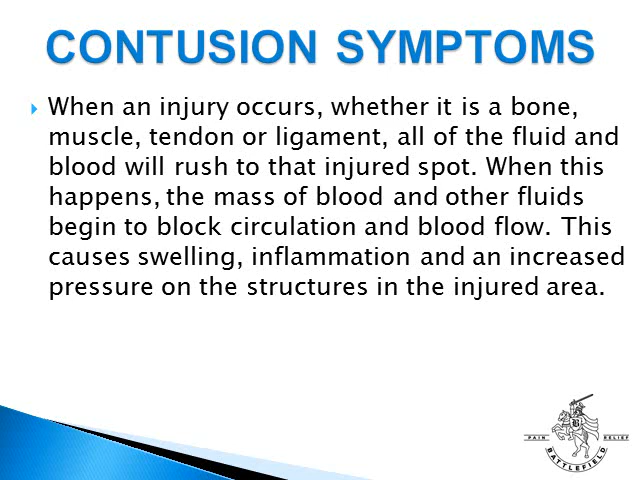 CONTUSION SYMPTOMS
When an injury occurs, whether it is a bone,
muscle, tendon or ligament, all of the fluid and
blood will rush to that injured spot. When this
happens, the mass of blood and other fluids
begin to block circulation and blood flow. This
causes swelling, inflammation and an increased
pressure on the structures in the injured area.
B
PAIN RELIEF
BATTLEFIELD